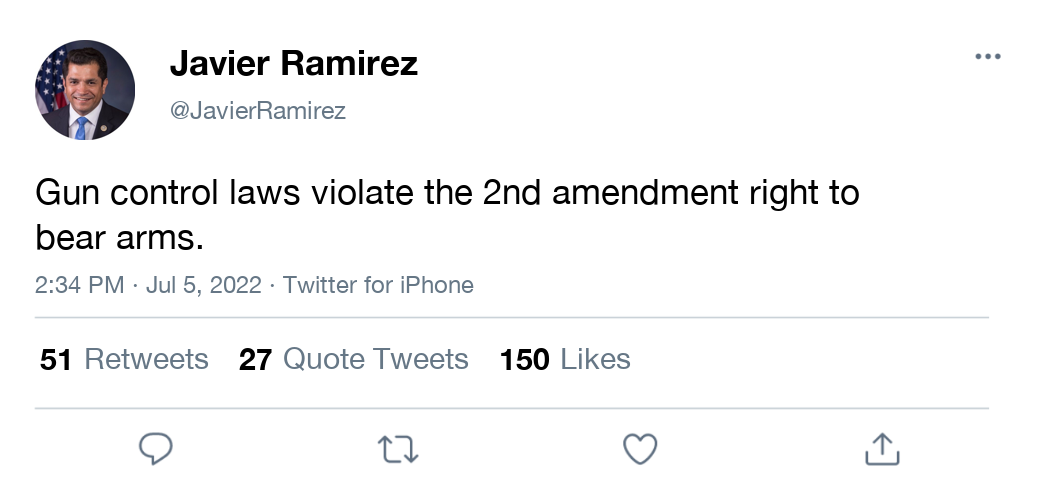 Javier Ramirez
@JavierRamirez
Gun control laws violate the 2nd amendment right to
bear arms.
2:34 PM · Jul 5, 2022 · Twitter for iPhone
51 Retweets 27 Quote Tweets 150 Likes